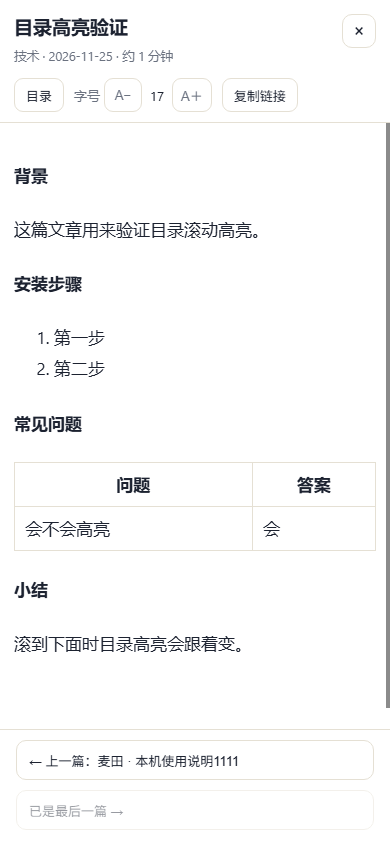 目录高亮验证
×
技术 · 2026-11-25 · 约 1 分钟
目录 字号 A− 17 A＋ 复制链接
背景
这篇文章用来验证目录滚动高亮。
安装步骤
1. 第一步
2. 第二步
常见问题
问题 答案
会不会高亮 会
小结
滚到下面时目录高亮会跟着变。
← 上一篇：麦田 · 本机使用说明1111
已是最后一篇 →